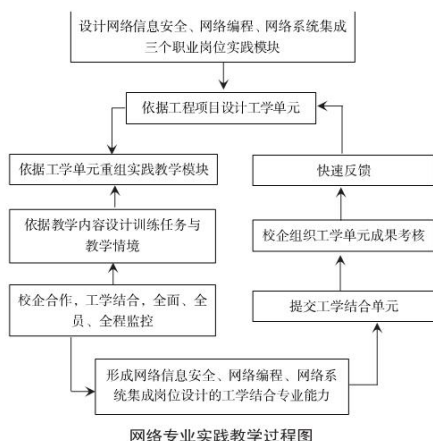 设计网络信息安全、网络编程、网络系统集成
三个职业岗位实践模块
依据工程项目设计工学单元
依据工学单元重组实践教学模块
快速反馈
依据教学内容设计训练任务与
教学情境
校企组织工学单元成果考核
校企合作，工学结合，全面、全
员、全程监控
提交工学结合单元
形成网络信息安全、网络编程、网络系
统集成岗位设计的工学结合专业能力
网络专业实践教学过程图